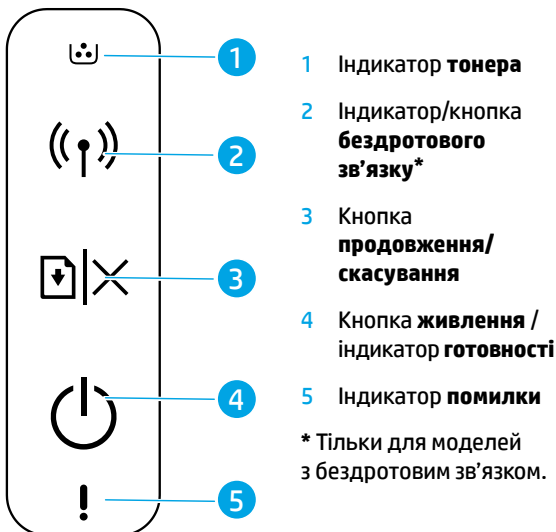 1
2
3
4
5
1 Індикатор тонера
2 Індикатор/кнопка
бездротового
зв’язку*
3 Кнопка
продовження/
скасування
4 Кнопка живлення /
індикатор готовності
5 Індикатор помилки
* Тільки для моделей
з бездротовим зв’язком.